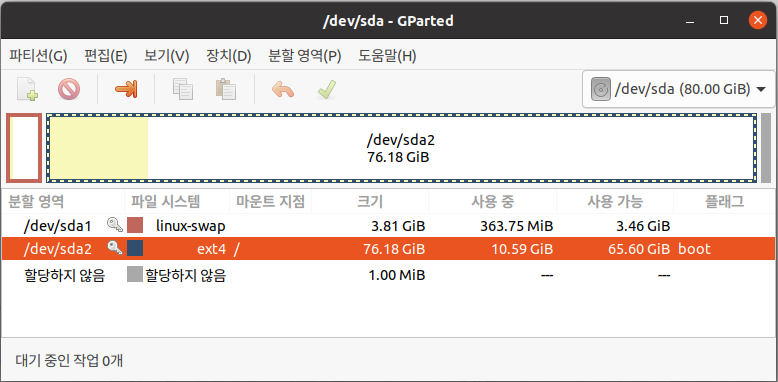 /dev/sda - GParted
파티션(G) 편집(E) 보기(V) 장치(D) 분할 영역(P) 도움말(H)
/dev/sda (80.00 GiB)
/dev/sda2
76.18 GiB
분할 영역 파일 시스템 마운트 지점 크기 사용 중 사용 가능 플래그
/dev/sda1 linux-swap 3.81 GiB 363.75 MiB 3.46 GiB
/dev/sda2 ext4 / 76.18 GiB 10.59 GiB 65.60 GiB boot
할당하지 않음 할당하지 않음 1.00 MiB --- ---
대기 중인 작업 0개